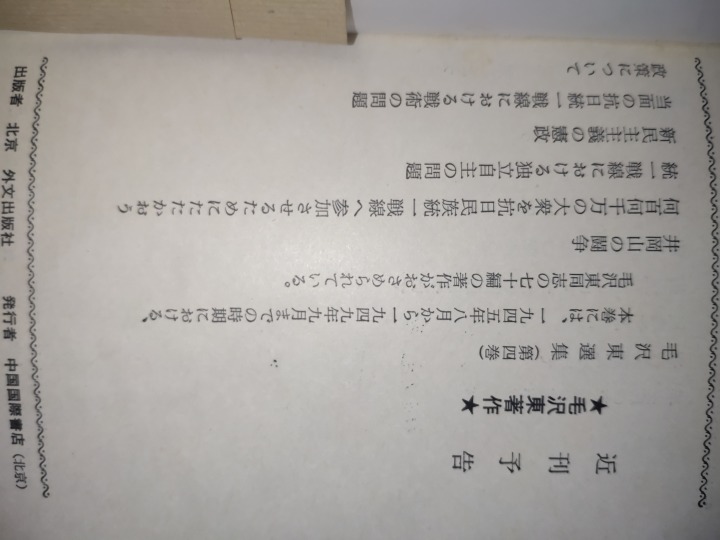 近刊予告
★毛沢東著作★
毛沢東選集(第四巻)
本巻には、一九四五年八月から一九四九年九月までの時期における、
毛沢東同志の七十編の著作がおさめられている。
井岡山の闘争
何百何千万の大衆を抗日民族統一戦線へ参加させるためにたたかおう
統一戦線における独立自主の問題
新民主主義の憲政
当面の抗日統一戦線における戦術の問題
政策について
出版者 北京 外文出版社 発行者 中国国際書店(北京)